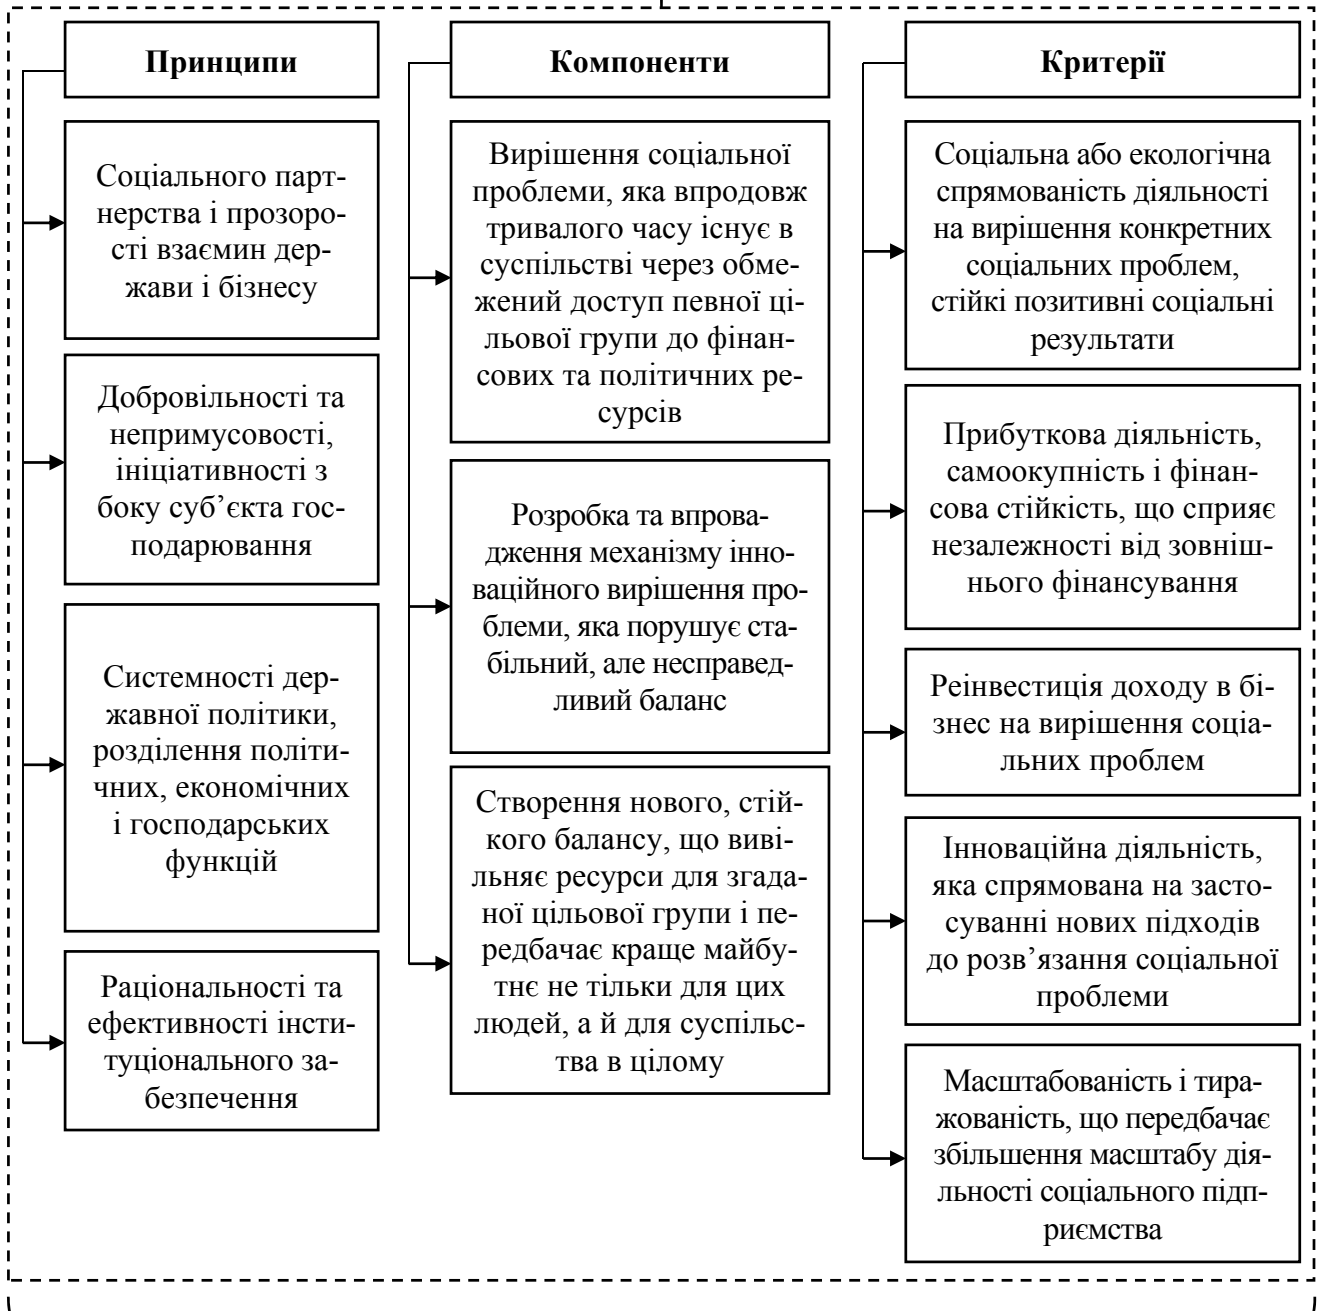 Принципи
Соціального парт-
нерства і прозоро-
сті взаємин дер-
жави і бізнесу
Добровільності та
непримусовості,
ініціативності з
боку суб’єкта гос-
подарювання
Системності дер-
жавної політики,
розділення політи-
чних, економічних
і господарських
функцій
Раціональності та
ефективності інсти-
туціонального за-
безпечення
Компоненти
Вирішення соціальної
проблеми, яка впродовж
тривалого часу існує в
суспільстві через обме-
жений доступ певної ці-
льової групи до фінан-
сових та політичних ре-
сурсів
Розробка та впрова-
дження механізму інно-
ваційного вирішення про-
блеми, яка порушує ста-
більний, але несправед-
ливий баланс
Створення нового, стій-
кого балансу, що виві-
льняє ресурси для згада-
ної цільової групи і пе-
редбачає краще майбу-
тнє не тільки для цих
людей, а й для суспільс-
тва в цілому
Критерії
Соціальна або екологічна
спрямованість діяльності
на вирішення конкретних
соціальних проблем,
стійкі позитивні соціальні
результати
Прибуткова діяльність,
самоокупність і фінан-
сова стійкість, що сприяє
незалежності від зовніш-
нього фінансування
Реінвестиція доходу в бі-
знес на вирішення соціа-
льних проблем
Інноваційна діяльність,
яка спрямована на засто-
суванні нових підходів
до розв’язання соціальної
проблеми
Масштабованість і тира-
жованість, що передбачає
збільшення масштабу дія-
льності соціального підп-
риємства